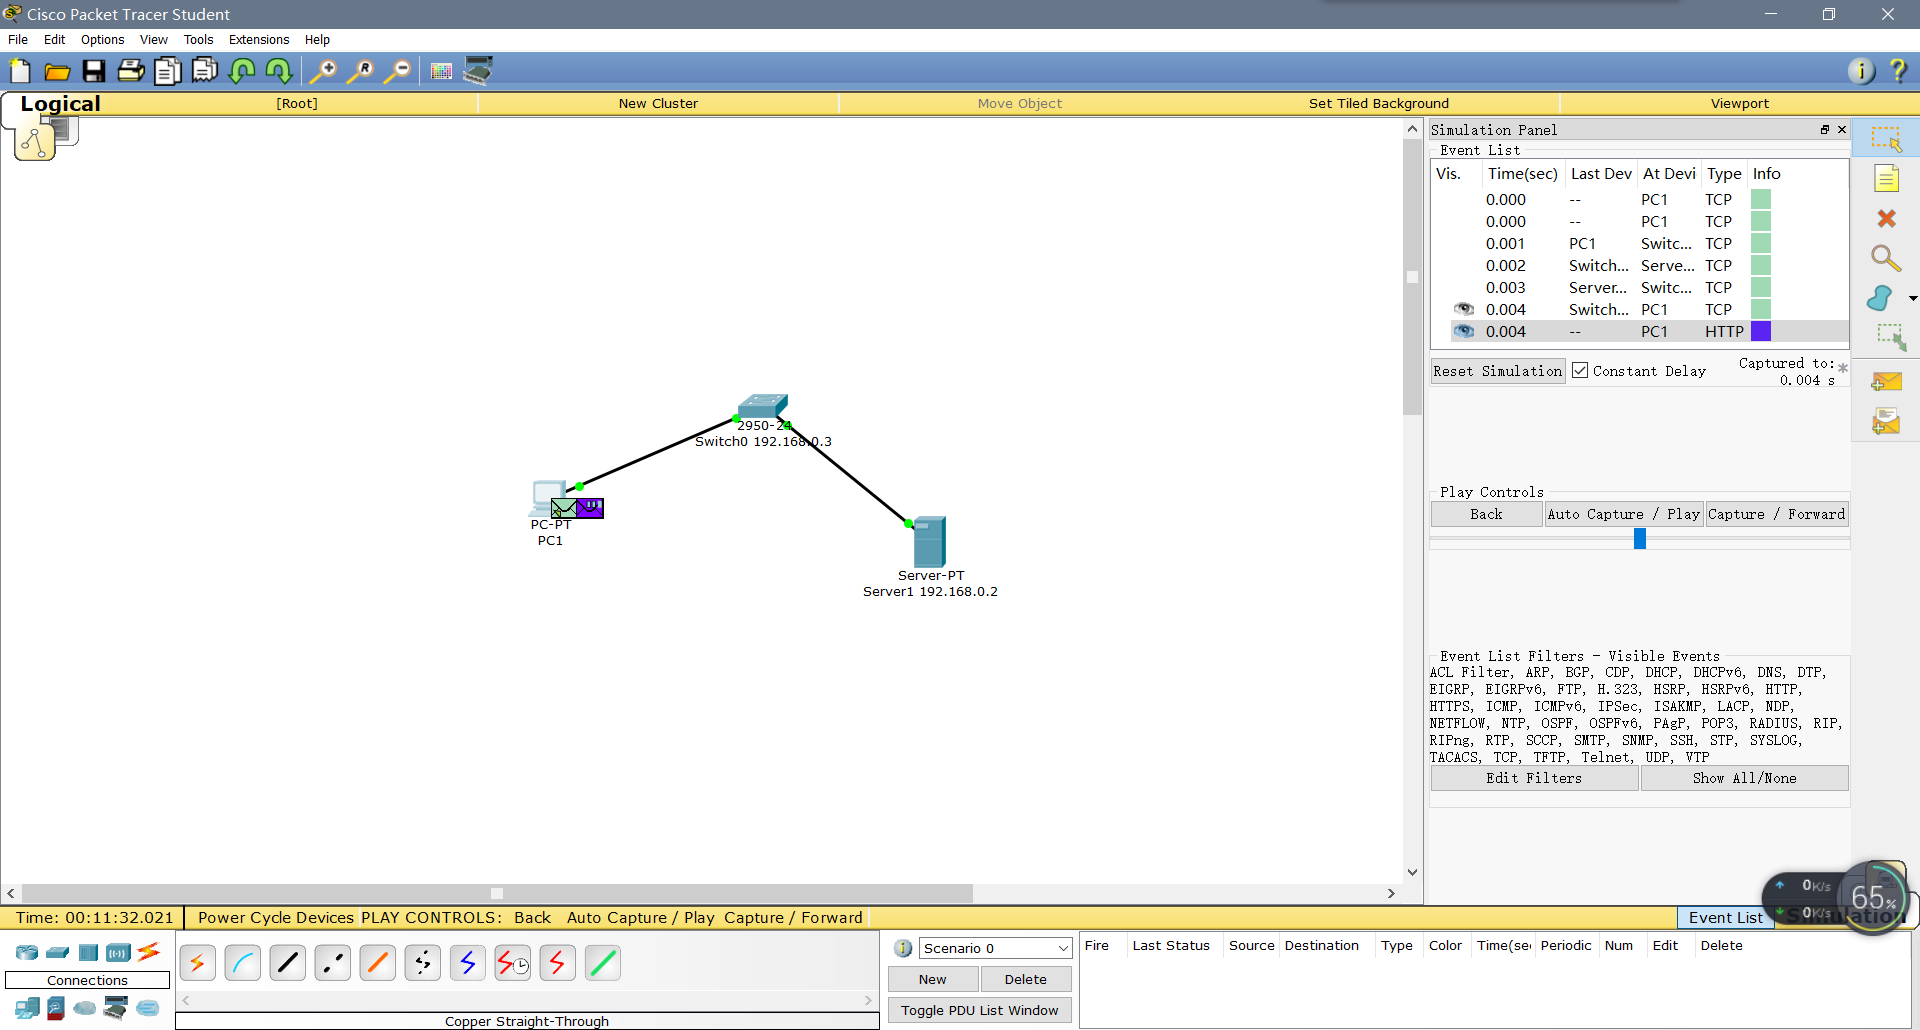 Cisco Packet Tracer Student
File Edit Options View Tools Extensions Help
Logical [Root] New Cluster Move Object Set Tiled Background Viewport
Simulation Panel
Event List
Vis. Time(sec) Last Dev At Devi Type Info
0.000 -- PC1 TCP
0.000 -- PC1 TCP
0.001 PC1 Switc... TCP
0.002 Switch... Serve... TCP
0.003 Server... Switc... TCP
0.004 Switch... PC1 TCP
0.004 -- PC1 HTTP
Reset Simulation Constant Delay Captured to: *
0.004 s
2950-24
Switch0 192.168.0.3
PC-PT
PC1
Server-PT
Server1 192.168.0.2
Play Controls
Back Auto Capture / Play Capture / Forward
Event List Filters - Visible Events
ACL Filter, ARP, BGP, CDP, DHCP, DHCPv6, DNS, DTP,
EIGRP, EIGRPv6, FTP, H.323, HSRP, HSRPv6, HTTP,
HTTPS, ICMP, ICMPv6, IPSec, ISAKMP, LACP, NDP,
NETFLOW, NTP, OSPF, OSPFv6, PAgP, POP3, RADIUS, RIP,
RIPng, RTP, SCCP, SMTP, SNMP, SSH, STP, SYSLOG,
TACACS, TCP, TFTP, Telnet, UDP, VTP
Edit Filters Show All/None
0K/s
0K/s
65%
Time: 00:11:32.021 Power Cycle Devices PLAY CONTROLS: Back Auto Capture / Play Capture / Forward Event List Simulation
Connections
Copper Straight-Through
Scenario 0
New Delete
Toggle PDU List Window
Fire Last Status Source Destination Type Color Time(sec Periodic Num Edit Delete